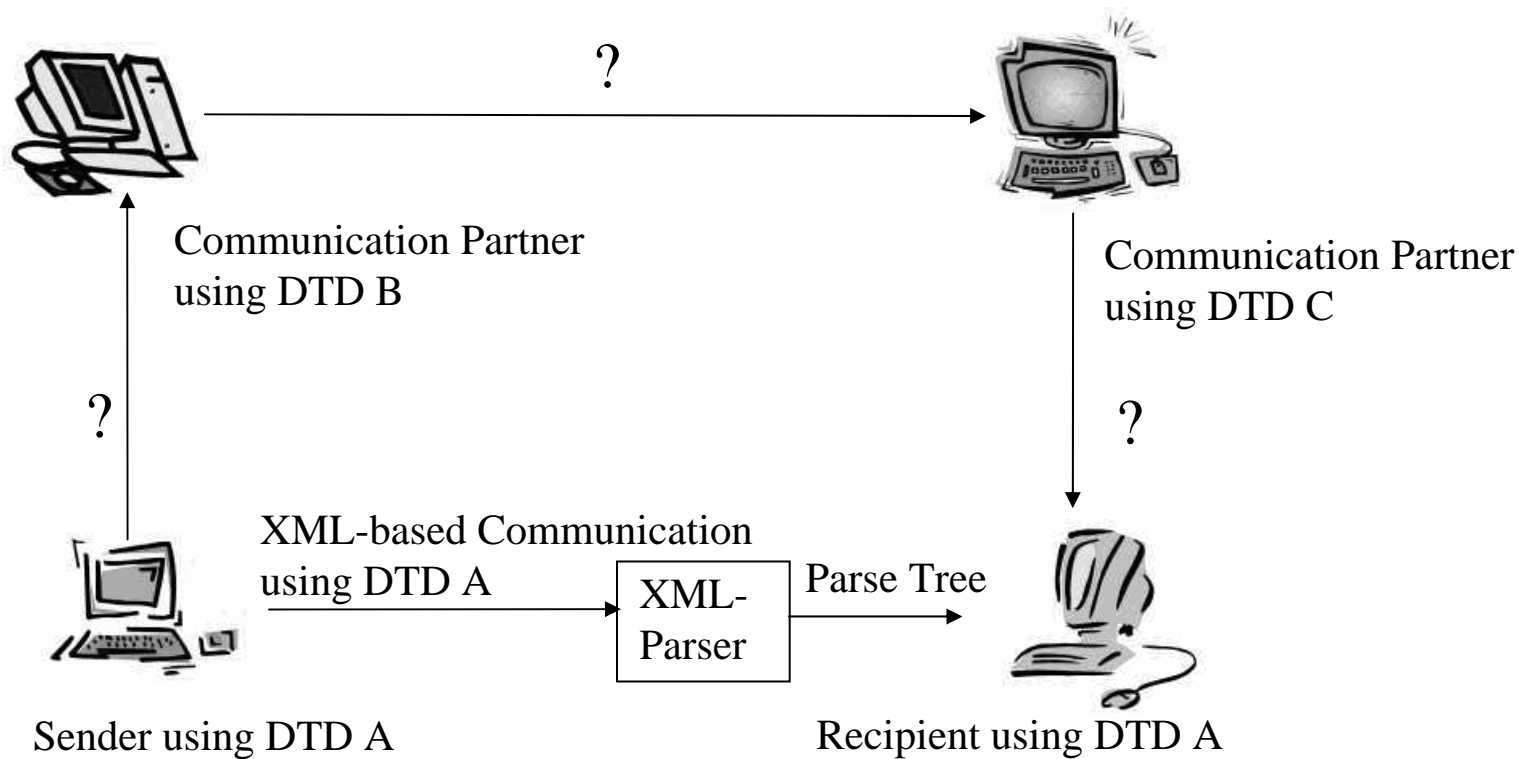 ?
Communication Partner
using DTD B
Communication Partner
using DTD C
?
?
XML-based Communication
using DTD A
XML-
Parser
Parse Tree
Sender using DTD A
Recipient using DTD A